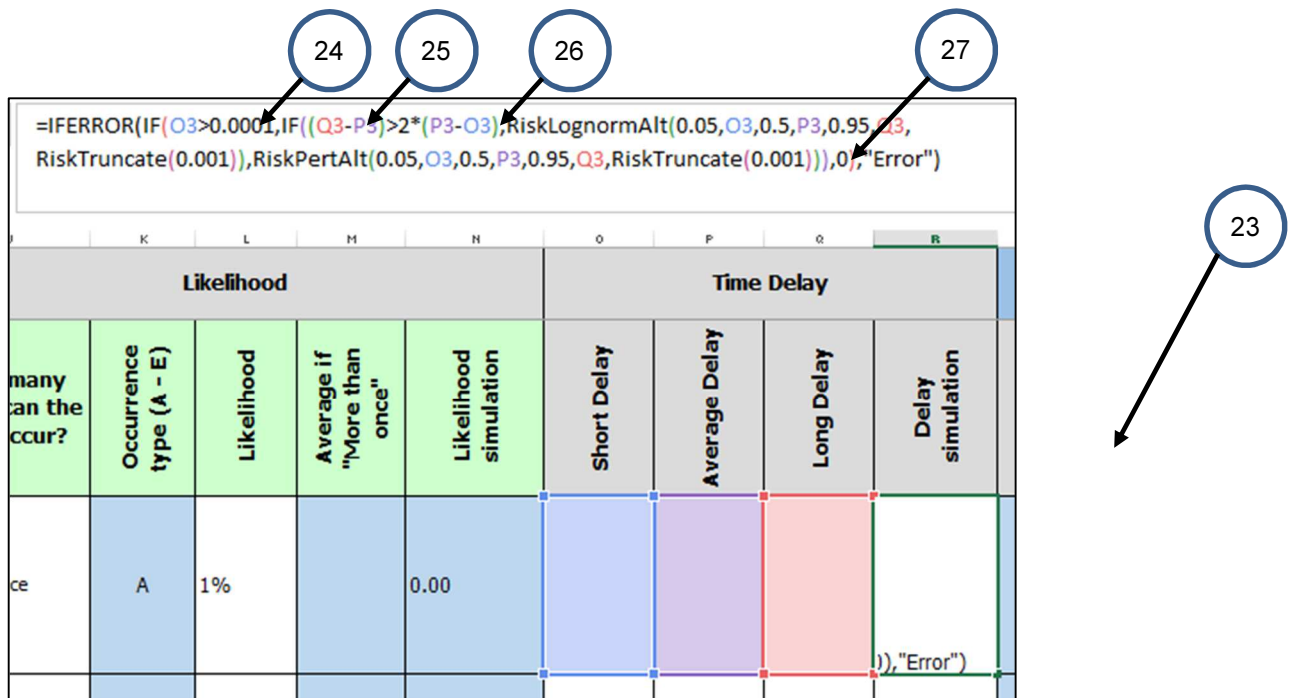 24
25
26
27
=IFERROR(IF(O3>0.0001,IF((Q3-P3)>2*(P3-O3),RiskLognormAlt(0.05,O3,0.5,P3,0.95,Q3,
RiskTruncate(0.001)),RiskPertAlt(0.05,O3,0.5,P3,0.95,Q3,RiskTruncate(0.001))),0),"Error")
23
K
L
M
N
O
P
Q
R
Likelihood
Time Delay
many
can the
ccur?
Occurrence
type (A - E)
Likelihood
Average if
"More than
once"
Likelihood
simulation
Short Delay
Average Delay
Long Delay
Delay
simulation
ce
A
1%
0.00
)),"Error")